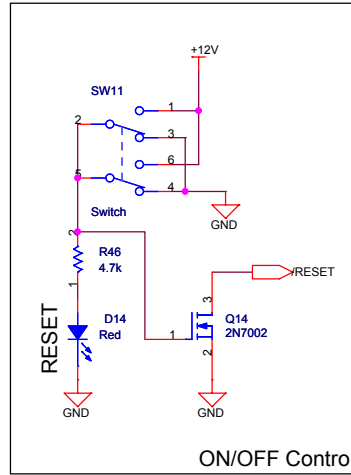 +12V
SW11
1
2
3
6
5
4
Switch
GND
2
R46
4.7k
/RESET
1
3
RESET
D14
Red
1
Q14
2N7002
2
GND
GND
ON/OFF Contro